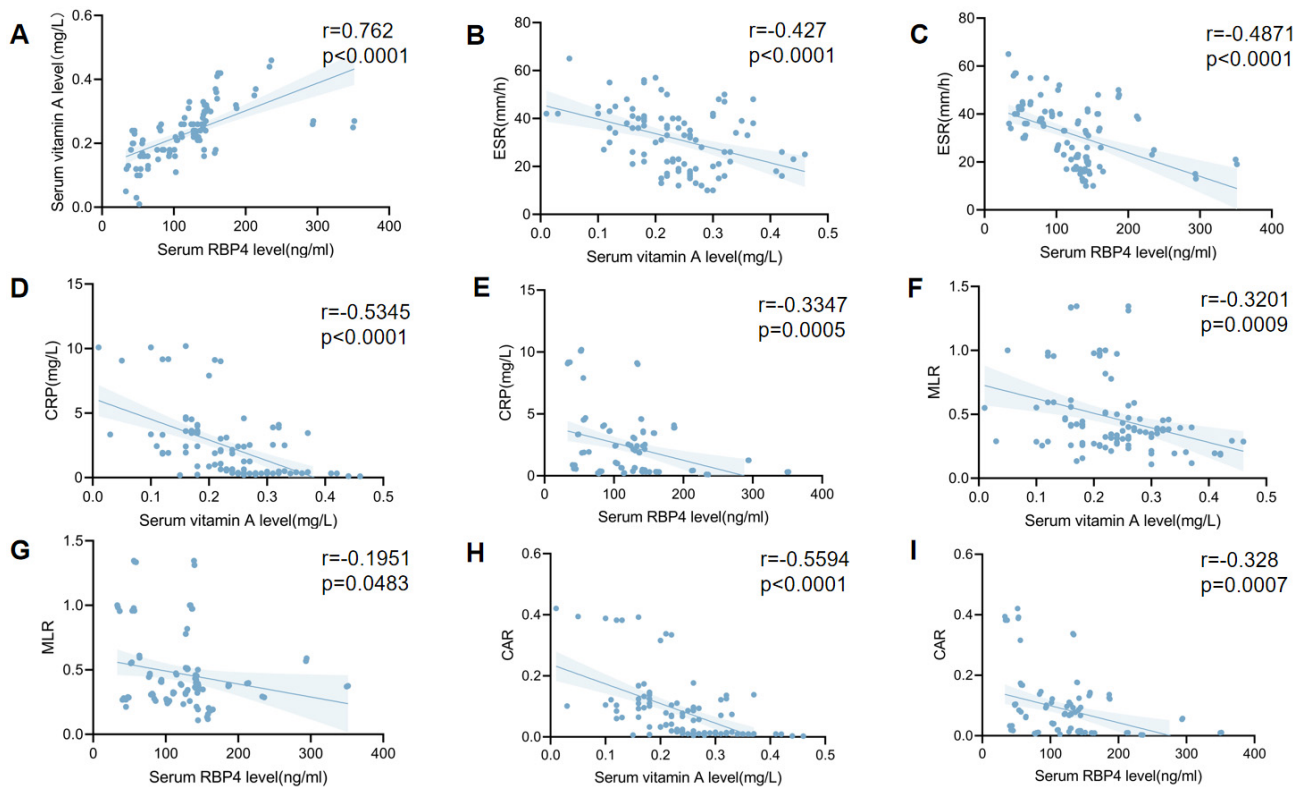 A
Serum vitamin A level(mg/L)
0.6
0.4
0.2
0.0
0
100
200
300
400
Serum RBP4 level(ng/ml)
r=0.762
p<0.0001
B
ESR(mm/h)
80
60
40
20
0
0.0
0.1
0.2
0.3
0.4
0.5
Serum vitamin A level(mg/L)
r=-0.427
p<0.0001
C
ESR(mm/h)
80
60
40
20
0
0
100
200
300
400
Serum RBP4 level(ng/ml)
r=-0.4871
p<0.0001
D
CRP(mg/L)
15
10
5
0
0.0
0.1
0.2
0.3
0.4
0.5
Serum vitamin A level(mg/L)
r=-0.5345
p<0.0001
E
CRP(mg/L)
15
10
5
0
0
100
200
300
400
Serum RBP4 level(ng/ml)
r=-0.3347
p=0.0005
F
MLR
1.5
1.0
0.5
0.0
0.0
0.1
0.2
0.3
0.4
0.5
Serum vitamin A level(mg/L)
r=-0.3201
p=0.0009
G
MLR
1.5
1.0
0.5
0.0
0
100
200
300
400
Serum RBP4 level(ng/ml)
r=-0.1951
p=0.0483
H
CAR
0.6
0.4
0.2
0.0
0.0
0.1
0.2
0.3
0.4
0.5
Serum vitamin A level(mg/L)
r=-0.5594
p<0.0001
I
CAR
0.6
0.4
0.2
0.0
0
100
200
300
400
Serum RBP4 level(ng/ml)
r=-0.328
p=0.0007